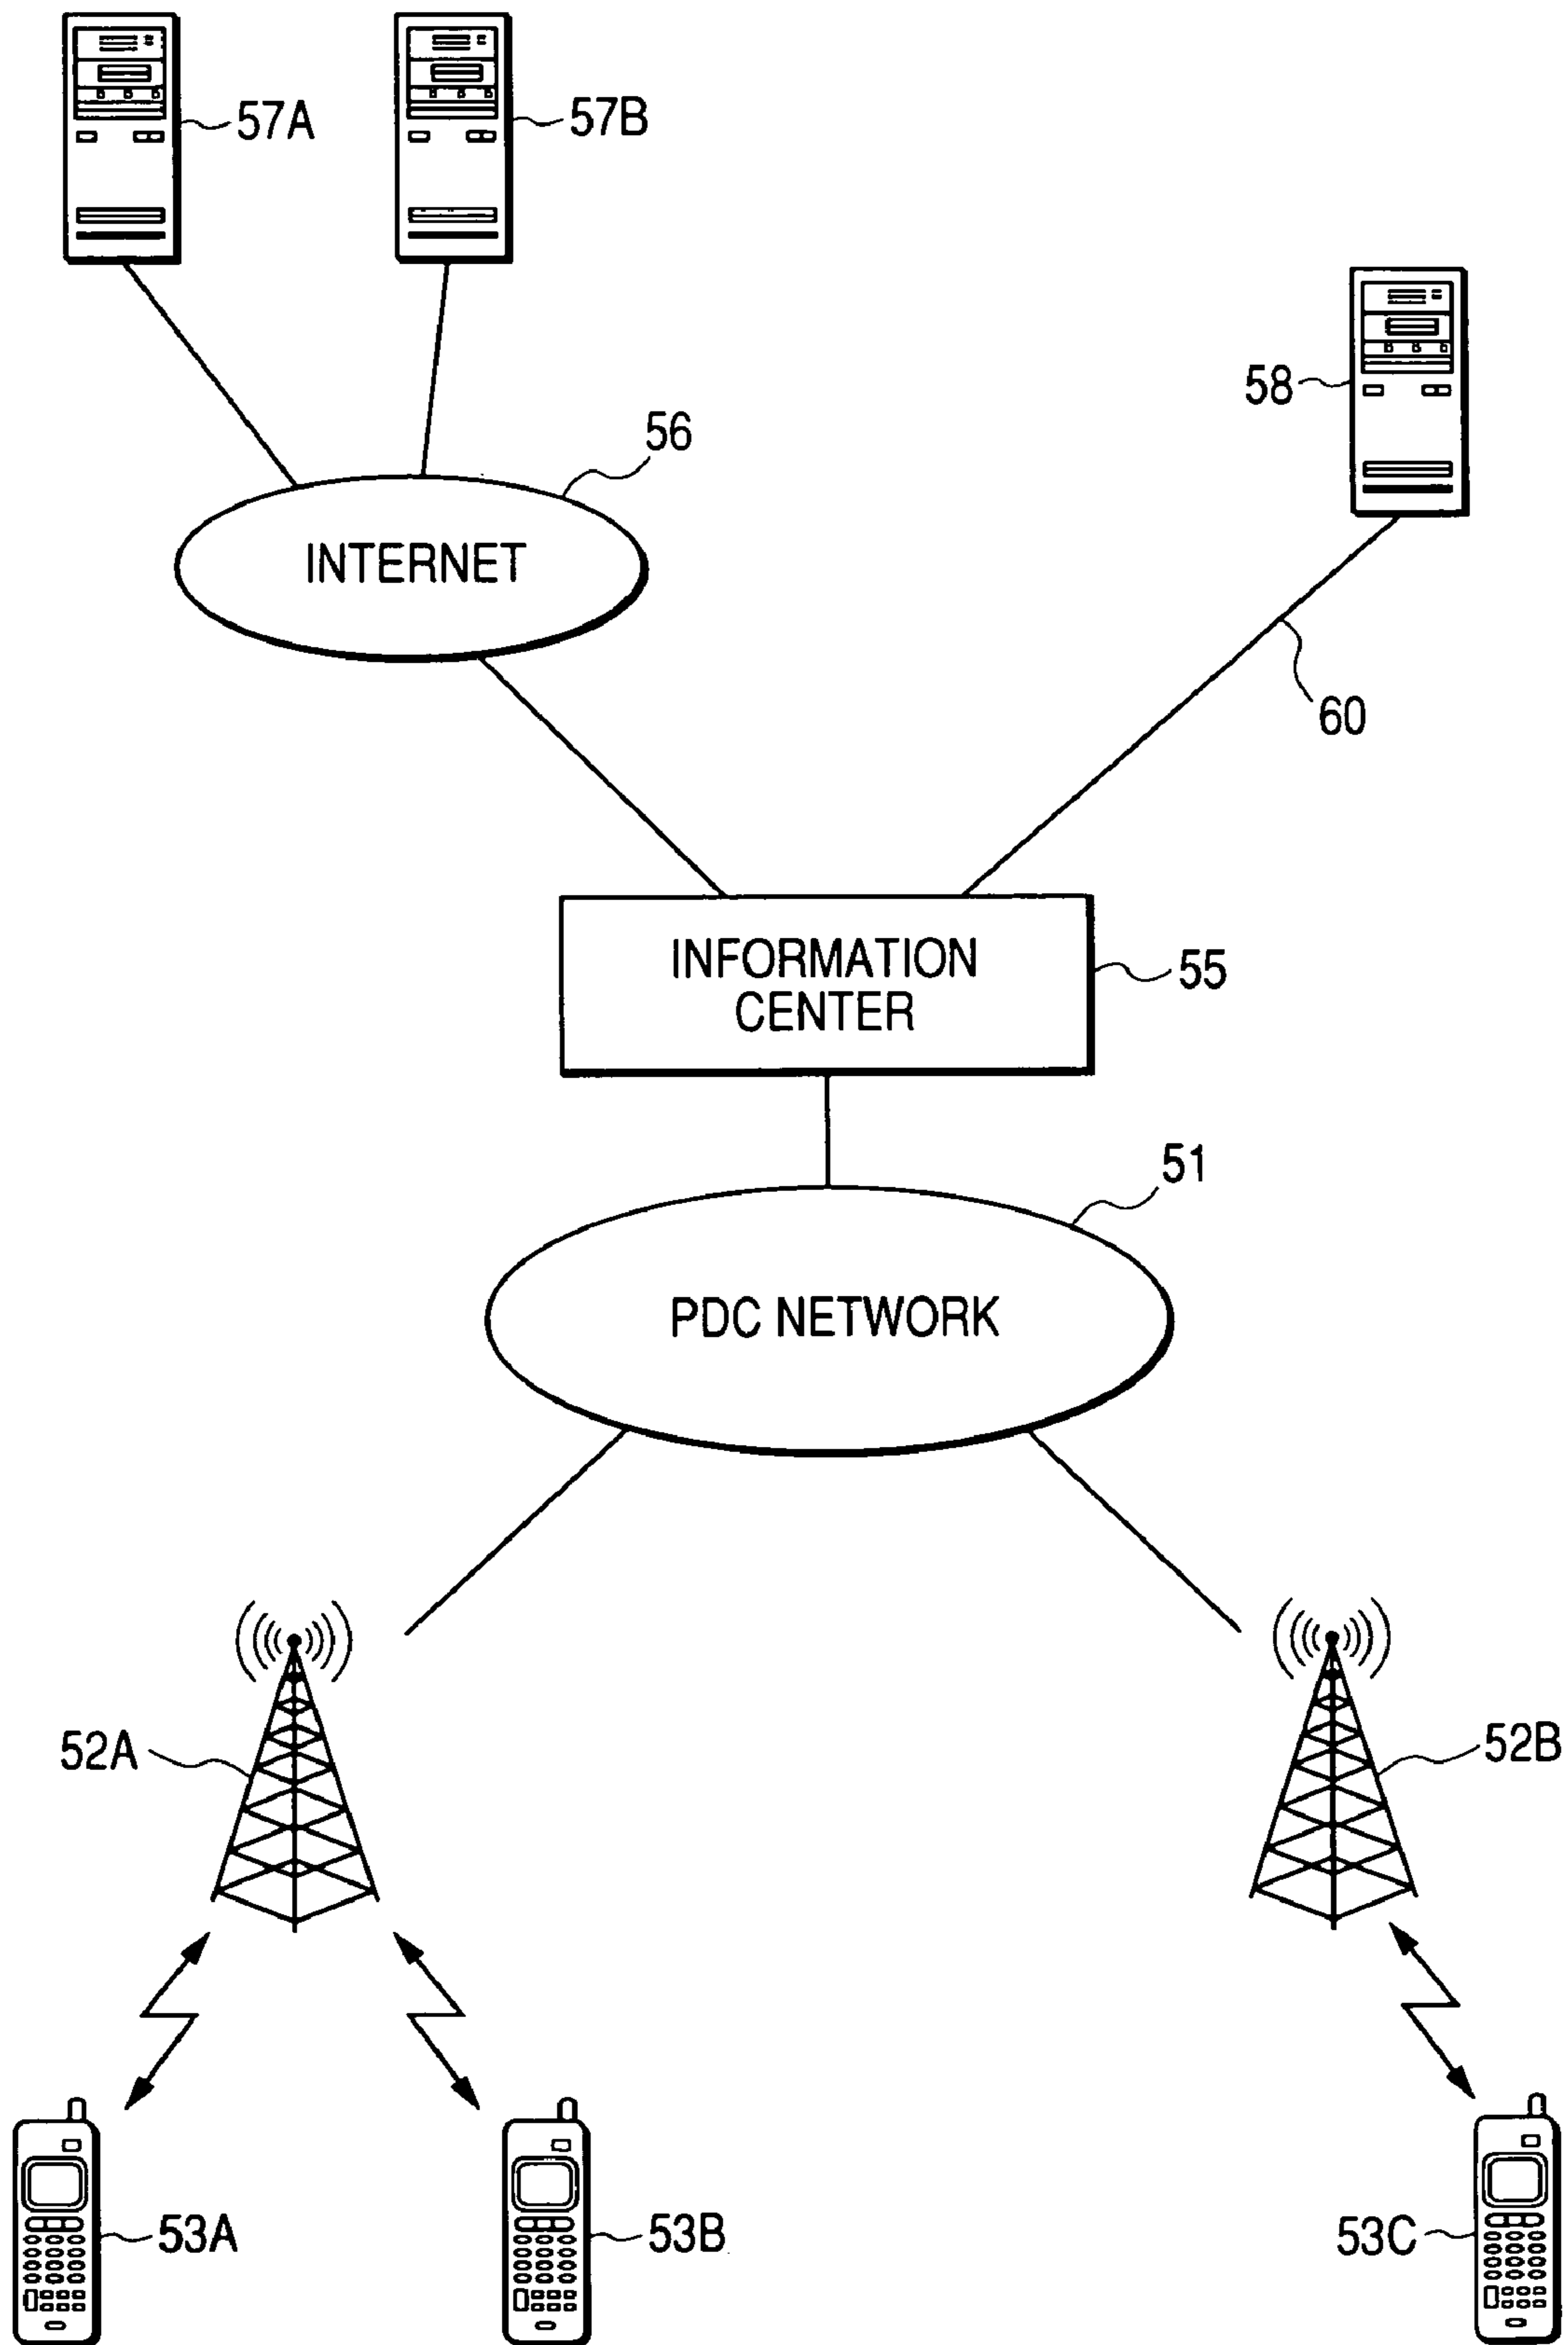 57A
57B
58
56
INTERNET
60
INFORMATION
CENTER
55
51
PDC NETWORK
52A
52B
53A
53B
53C